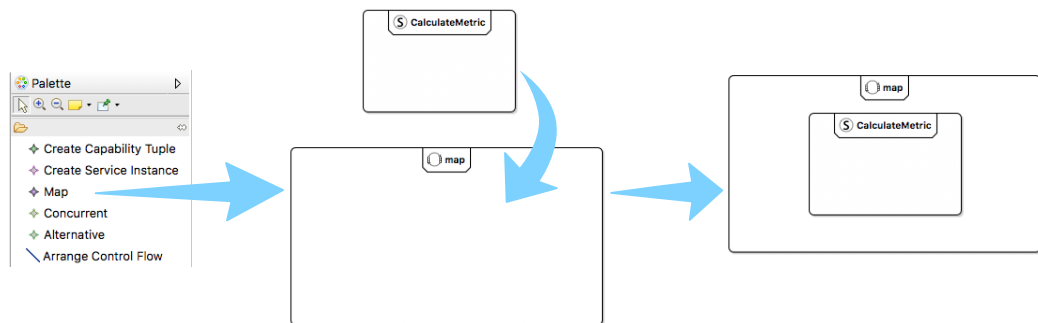 Palette
Create Capability Tuple
Create Service Instance
Map
Concurrent
Alternative
Arrange Control Flow
S CalculateMetric
map
map
S CalculateMetric